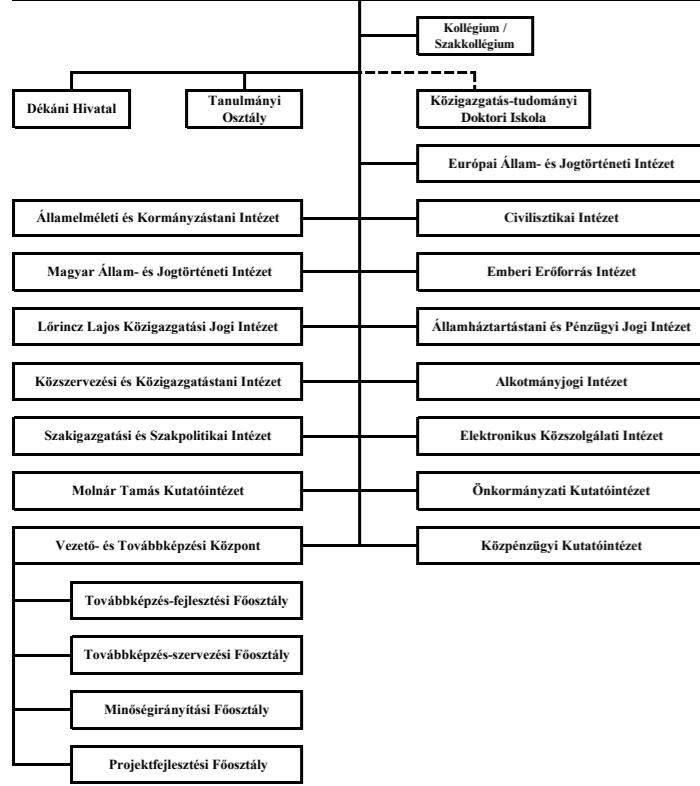 Kollégium /
Szakkollégium
Dékáni Hivatal
Tanulmányi
Osztály
Közigazgatás-tudományi
Doktori Iskola
Európai Állam- és Jogtörténeti Intézet
Államelméleti és Kormányzástani Intézet
Civilisztikai Intézet
Magyar Állam- és Jogtörténeti Intézet
Emberi Erőforrás Intézet
Lőrincz Lajos Közigazgatási Jogi Intézet
Államháztartástani és Pénzügyi Jogi Intézet
Közszervezési és Közigazgatástani Intézet
Alkotmányjogi Intézet
Szakigazgatási és Szakpolitikai Intézet
Elektronikus Közszolgálati Intézet
Molnár Tamás Kutatóintézet
Önkormányzati Kutatóintézet
Vezető- és Továbbképzési Központ
Közpénzügyi Kutatóintézet
Továbbképzés-fejlesztési Főosztály
Továbbképzés-szervezési Főosztály
Minőségirányítási Főosztály
Projektfejlesztési Főosztály